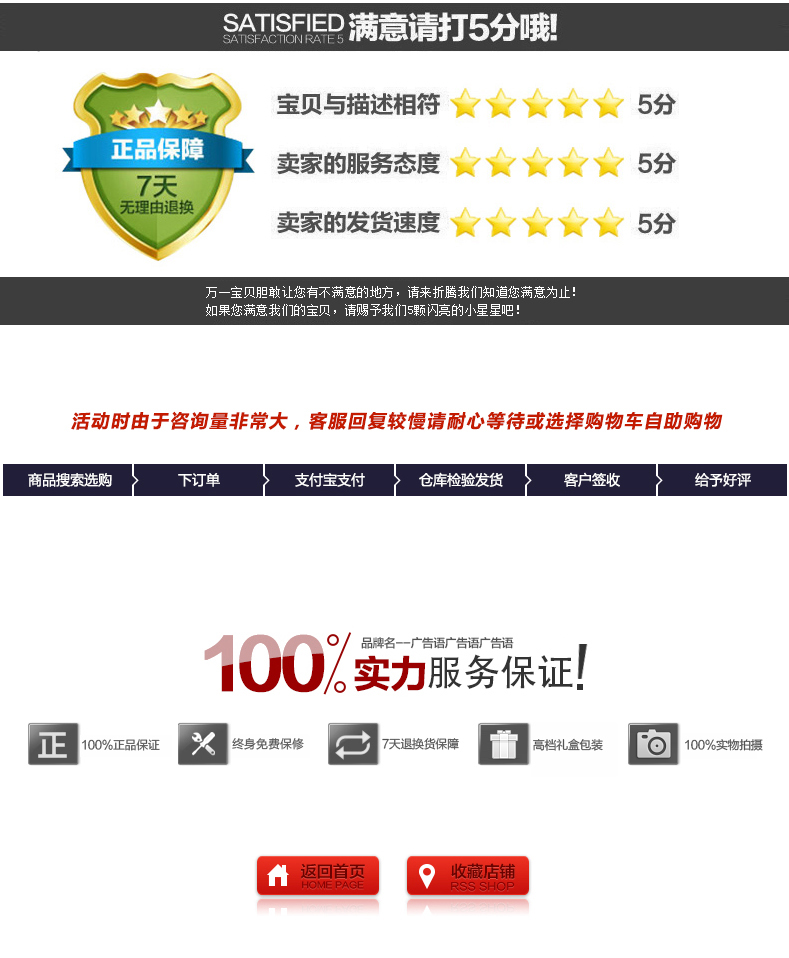 SATISFIED
SATISFACTION RATE 5
满意请打5分哦!
正品保障
7天
无理由退换
宝贝与描述相符 5分
卖家的服务态度 5分
卖家的发货速度 5分
万一宝贝胆敢让您有不满意的地方，请来折腾我们知道您满意为止!
如果您满意我们的宝贝，请赐予我们5颗闪亮的小星星吧!
活动时由于咨询量非常大，客服回复较慢请耐心等待或选择购物车自助购物
商品搜索选购 下订单 支付宝支付 仓库检验发货 客户签收 给予好评
品牌名--广告语广告语广告语
100%实力服务保证!
正 100%正品保证 终身免费保修 7天退换货保障 高档礼盒包装 100%实物拍摄
返回首页 收藏店铺
HOME PAGE RSS SHOP